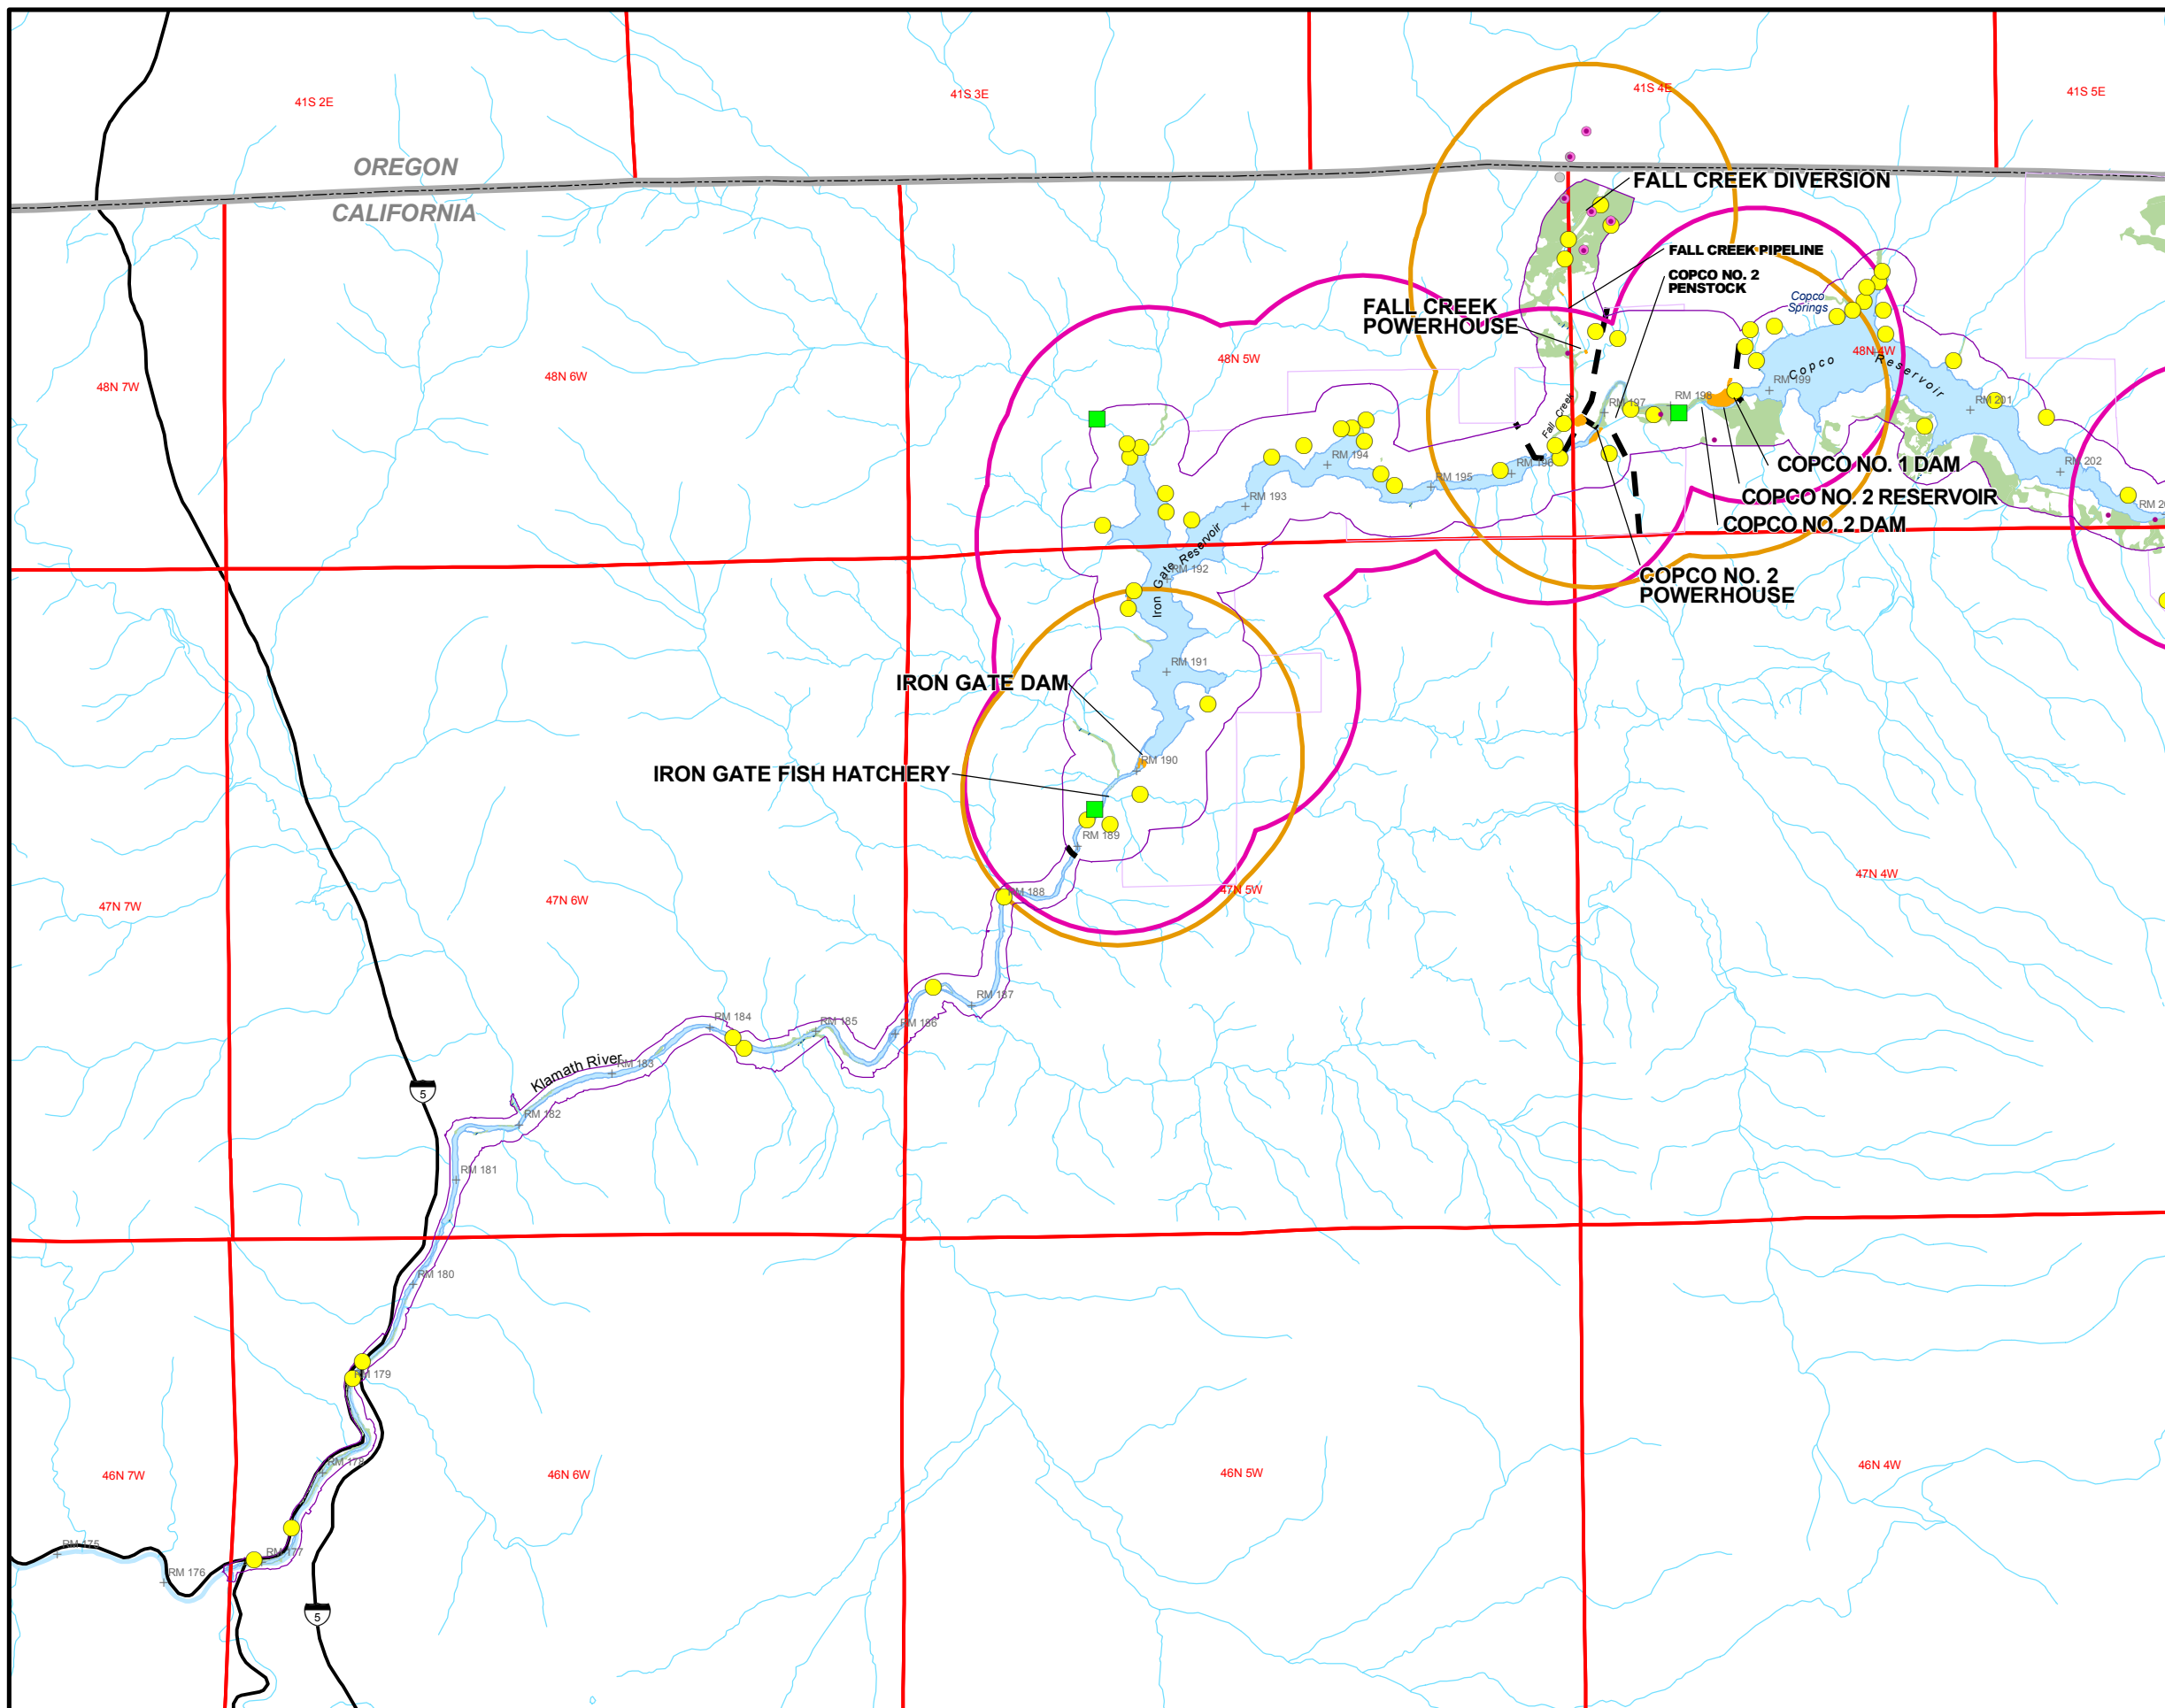 41S 2E
41S 3E
41S 4E
41S 5E
OREGON
CALIFORNIA
FALL CREEK DIVERSION
FALL CREEK PIPELINE
COPCO NO. 2
PENSTOCK
FALL CREEK
POWERHOUSE
Copco
Springs
48N 7W
48N 6W
48N 5W
48N 4W
Copco Reservoir
RM 199
RM 198
RM 197
RM 201
RM 202
Fall Creek
RM 194
RM 195
RM 196
RM 193
COPCO NO. 1 DAM
COPCO NO. 2 RESERVOIR
COPCO NO. 2 DAM
Iron Gate Reservoir
RM 192
COPCO NO. 2
POWERHOUSE
RM 191
IRON GATE DAM
RM 190
IRON GATE FISH HATCHERY
RM 189
47N 7W
47N 6W
RM 188
47N 5W
47N 4W
RM 187
RM 184
RM 185
RM 186
Klamath River
RM 183
5
RM 182
RM 181
RM 180
RM 179
46N 7W
RM 178
46N 6W
46N 5W
46N 4W
RM 175
RM 177
RM 176
5